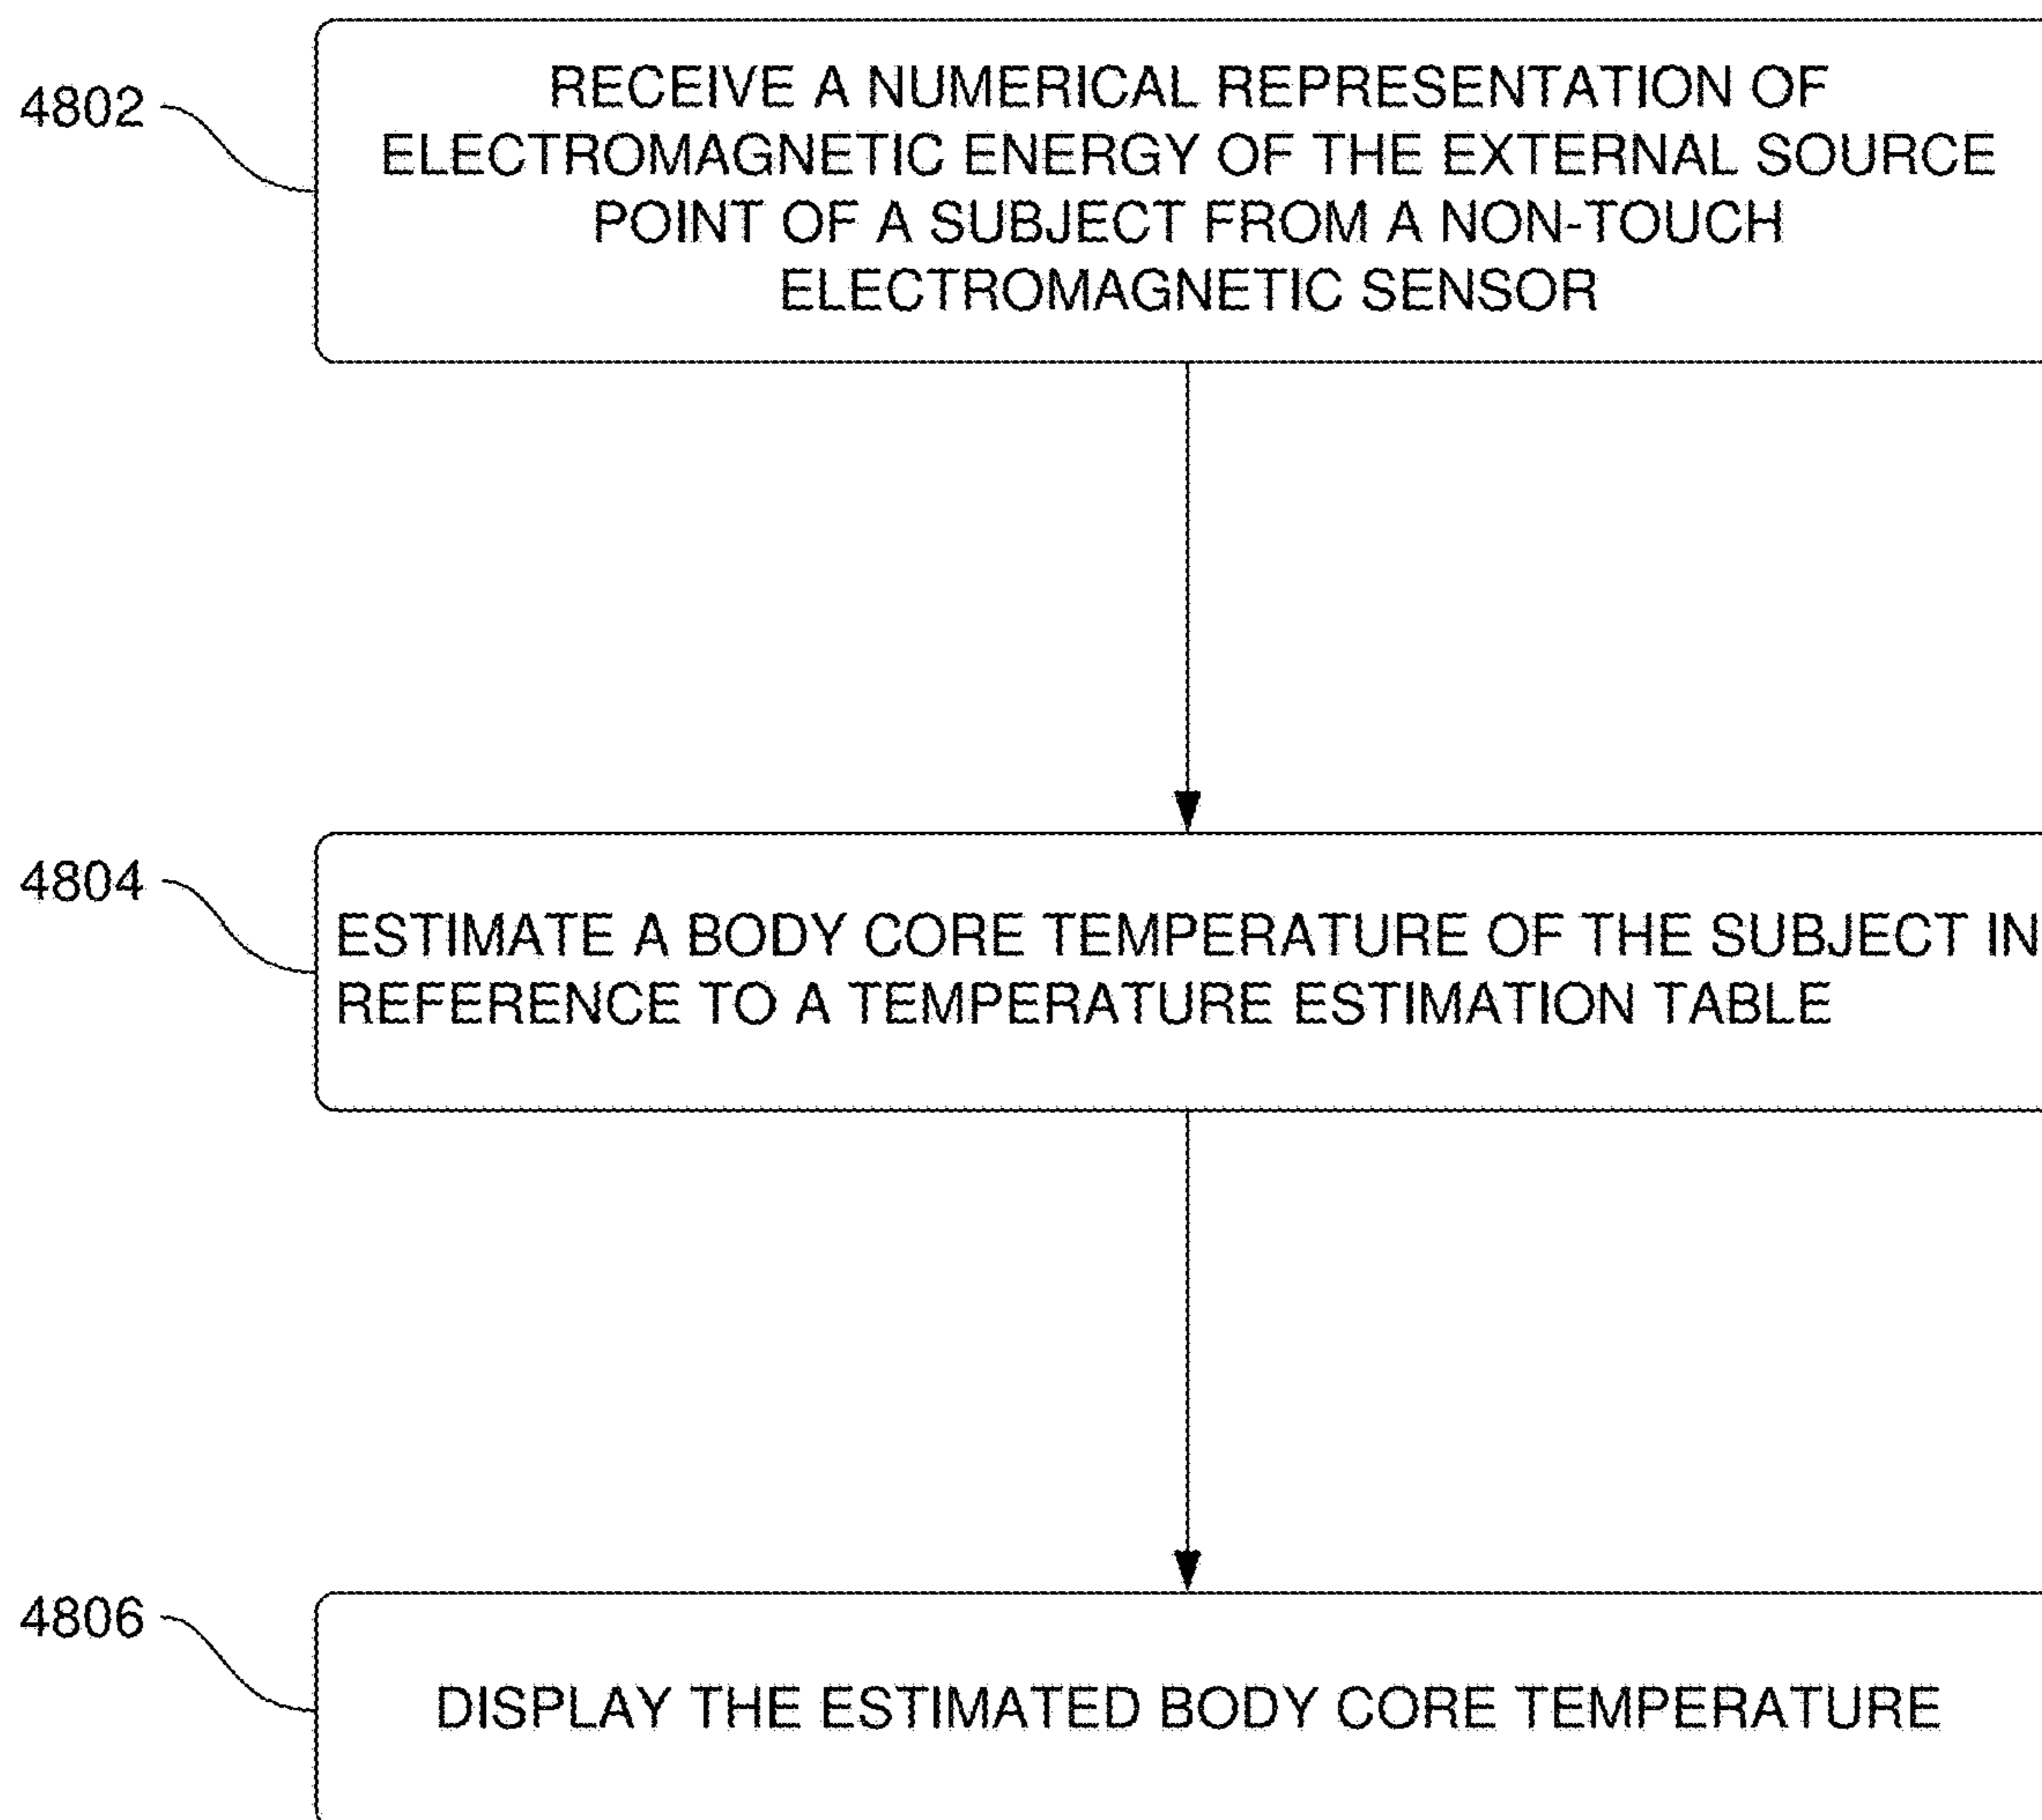 4802
RECEIVE A NUMERICAL REPRESENTATION OF
ELECTROMAGNETIC ENERGY OF THE EXTERNAL SOURCE
POINT OF A SUBJECT FROM A NON-TOUCH
ELECTROMAGNETIC SENSOR
4804
ESTIMATE A BODY CORE TEMPERATURE OF THE SUBJECT IN
REFERENCE TO A TEMPERATURE ESTIMATION TABLE
4806
DISPLAY THE ESTIMATED BODY CORE TEMPERATURE